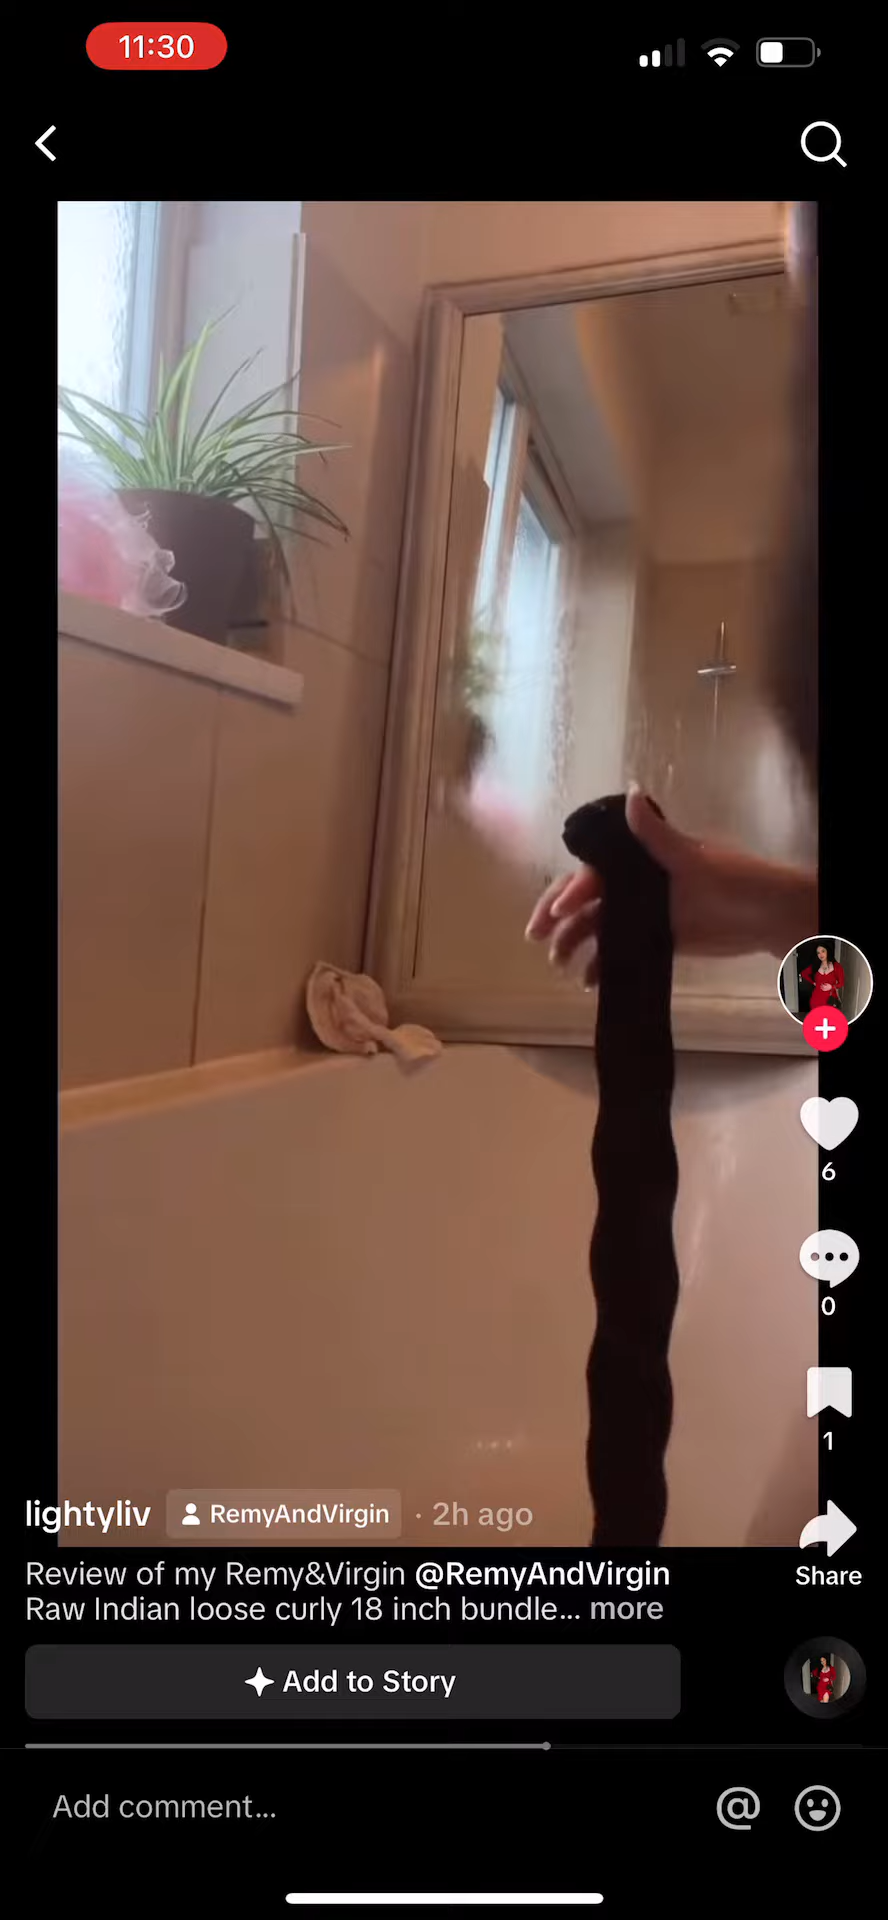 11:30
6
0
1
Share
lightyliv RemyAndVirgin · 2h ago
Review of my Remy&Virgin @RemyAndVirgin
Raw Indian loose curly 18 inch bundle... more
Add to Story
Add comment...
@